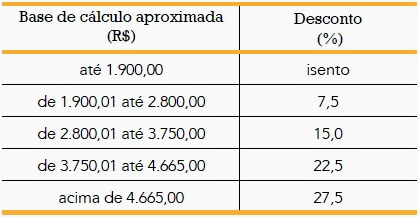 Base de cálculo aproximada Desconto
(R$) (%)
até 1.900,00 isento
de 1.900,01 até 2.800,00 7,5
de 2.800,01 até 3.750,00 15,0
de 3.750,01 até 4.665,00 22,5
acima de 4.665,00 27,5